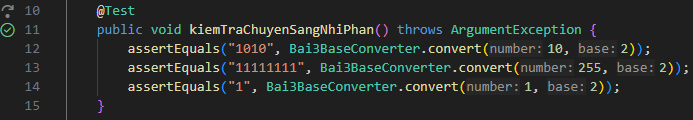 10 @Test
11 public void kiemTraChuyenSangNhiPhan() throws ArgumentException {
12 assertEquals("1010", Bai3BaseConverter.convert(number: 10, base: 2));
13 assertEquals("11111111", Bai3BaseConverter.convert(number: 255, base: 2));
14 assertEquals("1", Bai3BaseConverter.convert(number: 1, base: 2));
15 }